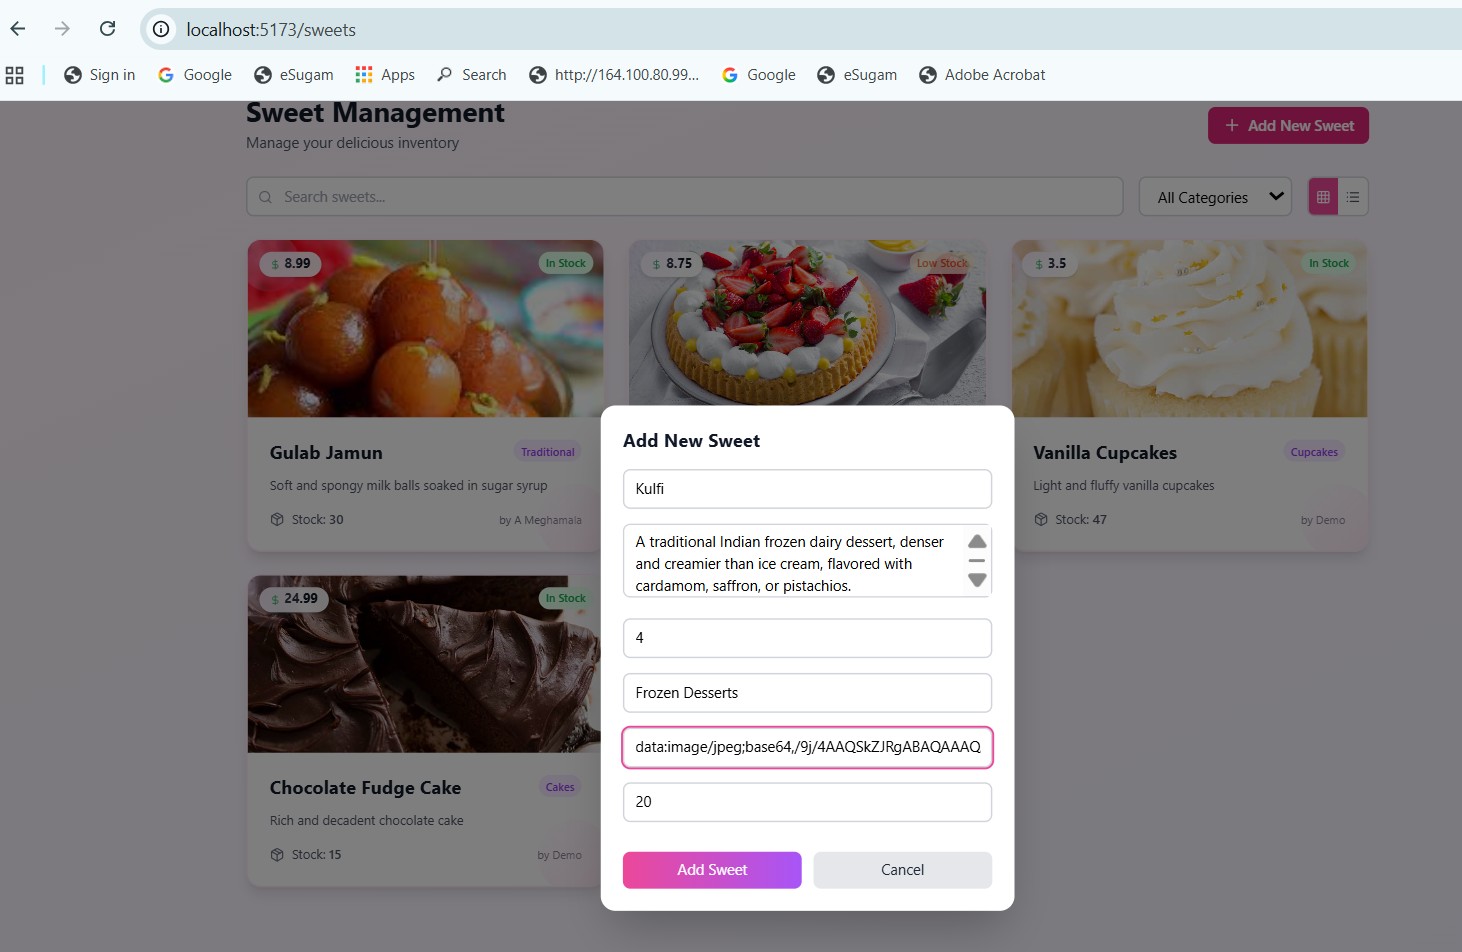 localhost:5173/sweets
Sign in
Google
eSugam
Apps
Search
http://164.100.80.99...
Google
eSugam
Adobe Acrobat
Sweet Management
Manage your delicious inventory
+ Add New Sweet
Search sweets...
All Categories
$ 8.99
In Stock
$ 8.75
Low Stock
$ 3.5
In Stock
Gulab Jamun
Traditional
Soft and spongy milk balls soaked in sugar syrup
Stock: 30
by A Meghamala
Vanilla Cupcakes
Cupcakes
Light and fluffy vanilla cupcakes
Stock: 47
by Demo
$ 24.99
In Stock
Chocolate Fudge Cake
Cakes
Rich and decadent chocolate cake
Stock: 15
by Demo
Add New Sweet
Kulfi
A traditional Indian frozen dairy dessert, denser
and creamier than ice cream, flavored with
cardamom, saffron, or pistachios.
4
Frozen Desserts
data:image/jpeg;base64,/9j/4AAQSkZJRgABAQAAAQ
20
Add Sweet
Cancel